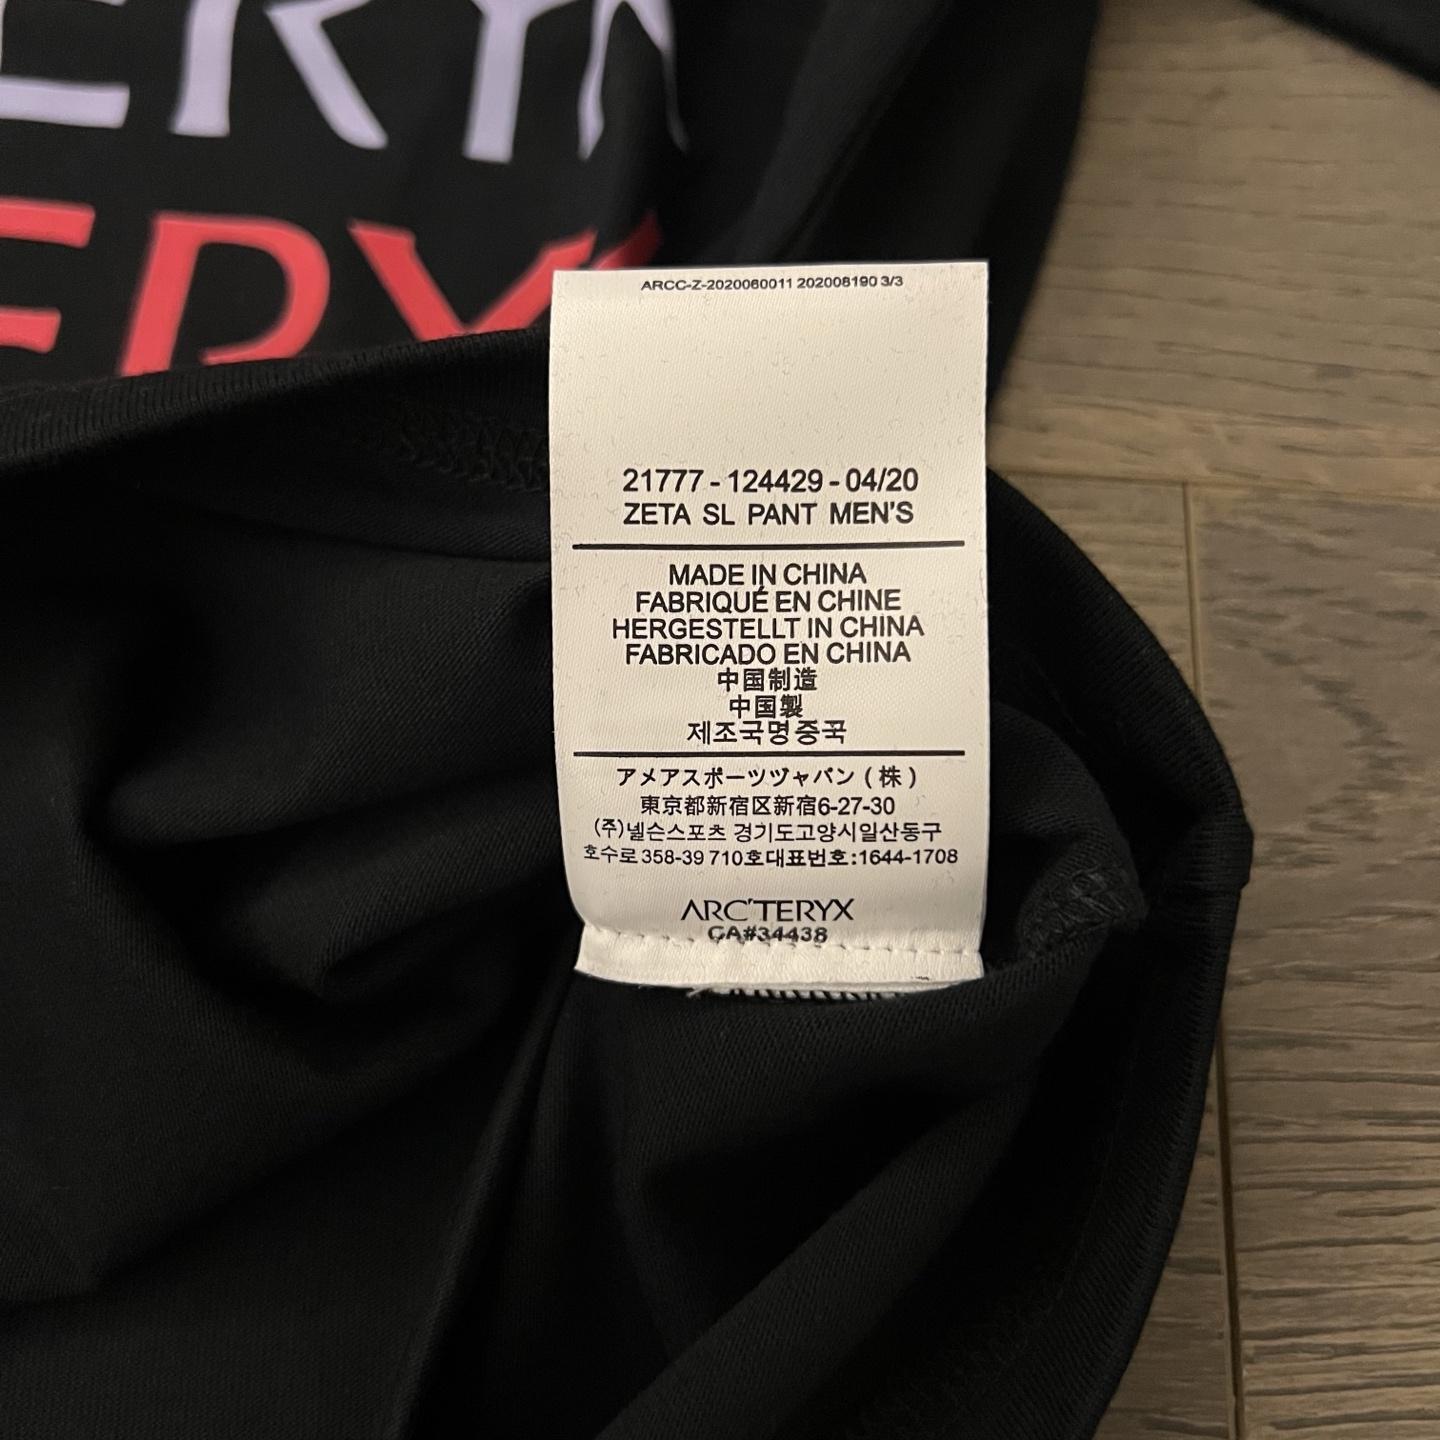 ERY
ERY
ARCC-Z-2020060011 202008190 3/3
21777 - 124429 - 04/20
ZETA SL PANT MEN'S
MADE IN CHINA
FABRIQUÉ EN CHINE
HERGESTELLT IN CHINA
FABRICADO EN CHINA
中国制造
中国製
제조국명중국
アメアスポーツヅャパン (株)
東京都新宿区新宿6-27-30
(주)넬슨스포츠 경기도고양시일산동구
호수로 358-39 710호대표번호:1644-1708
ARC'TERYX
CA#34438